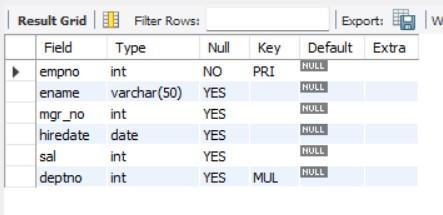 Result Grid Filter Rows: Export: W
Field Type Null Key Default Extra
empno int NO PRI NULL
ename varchar(50) YES NULL
mgr_no int YES NULL
hiredate date YES NULL
sal int YES NULL
deptno int YES MUL NULL